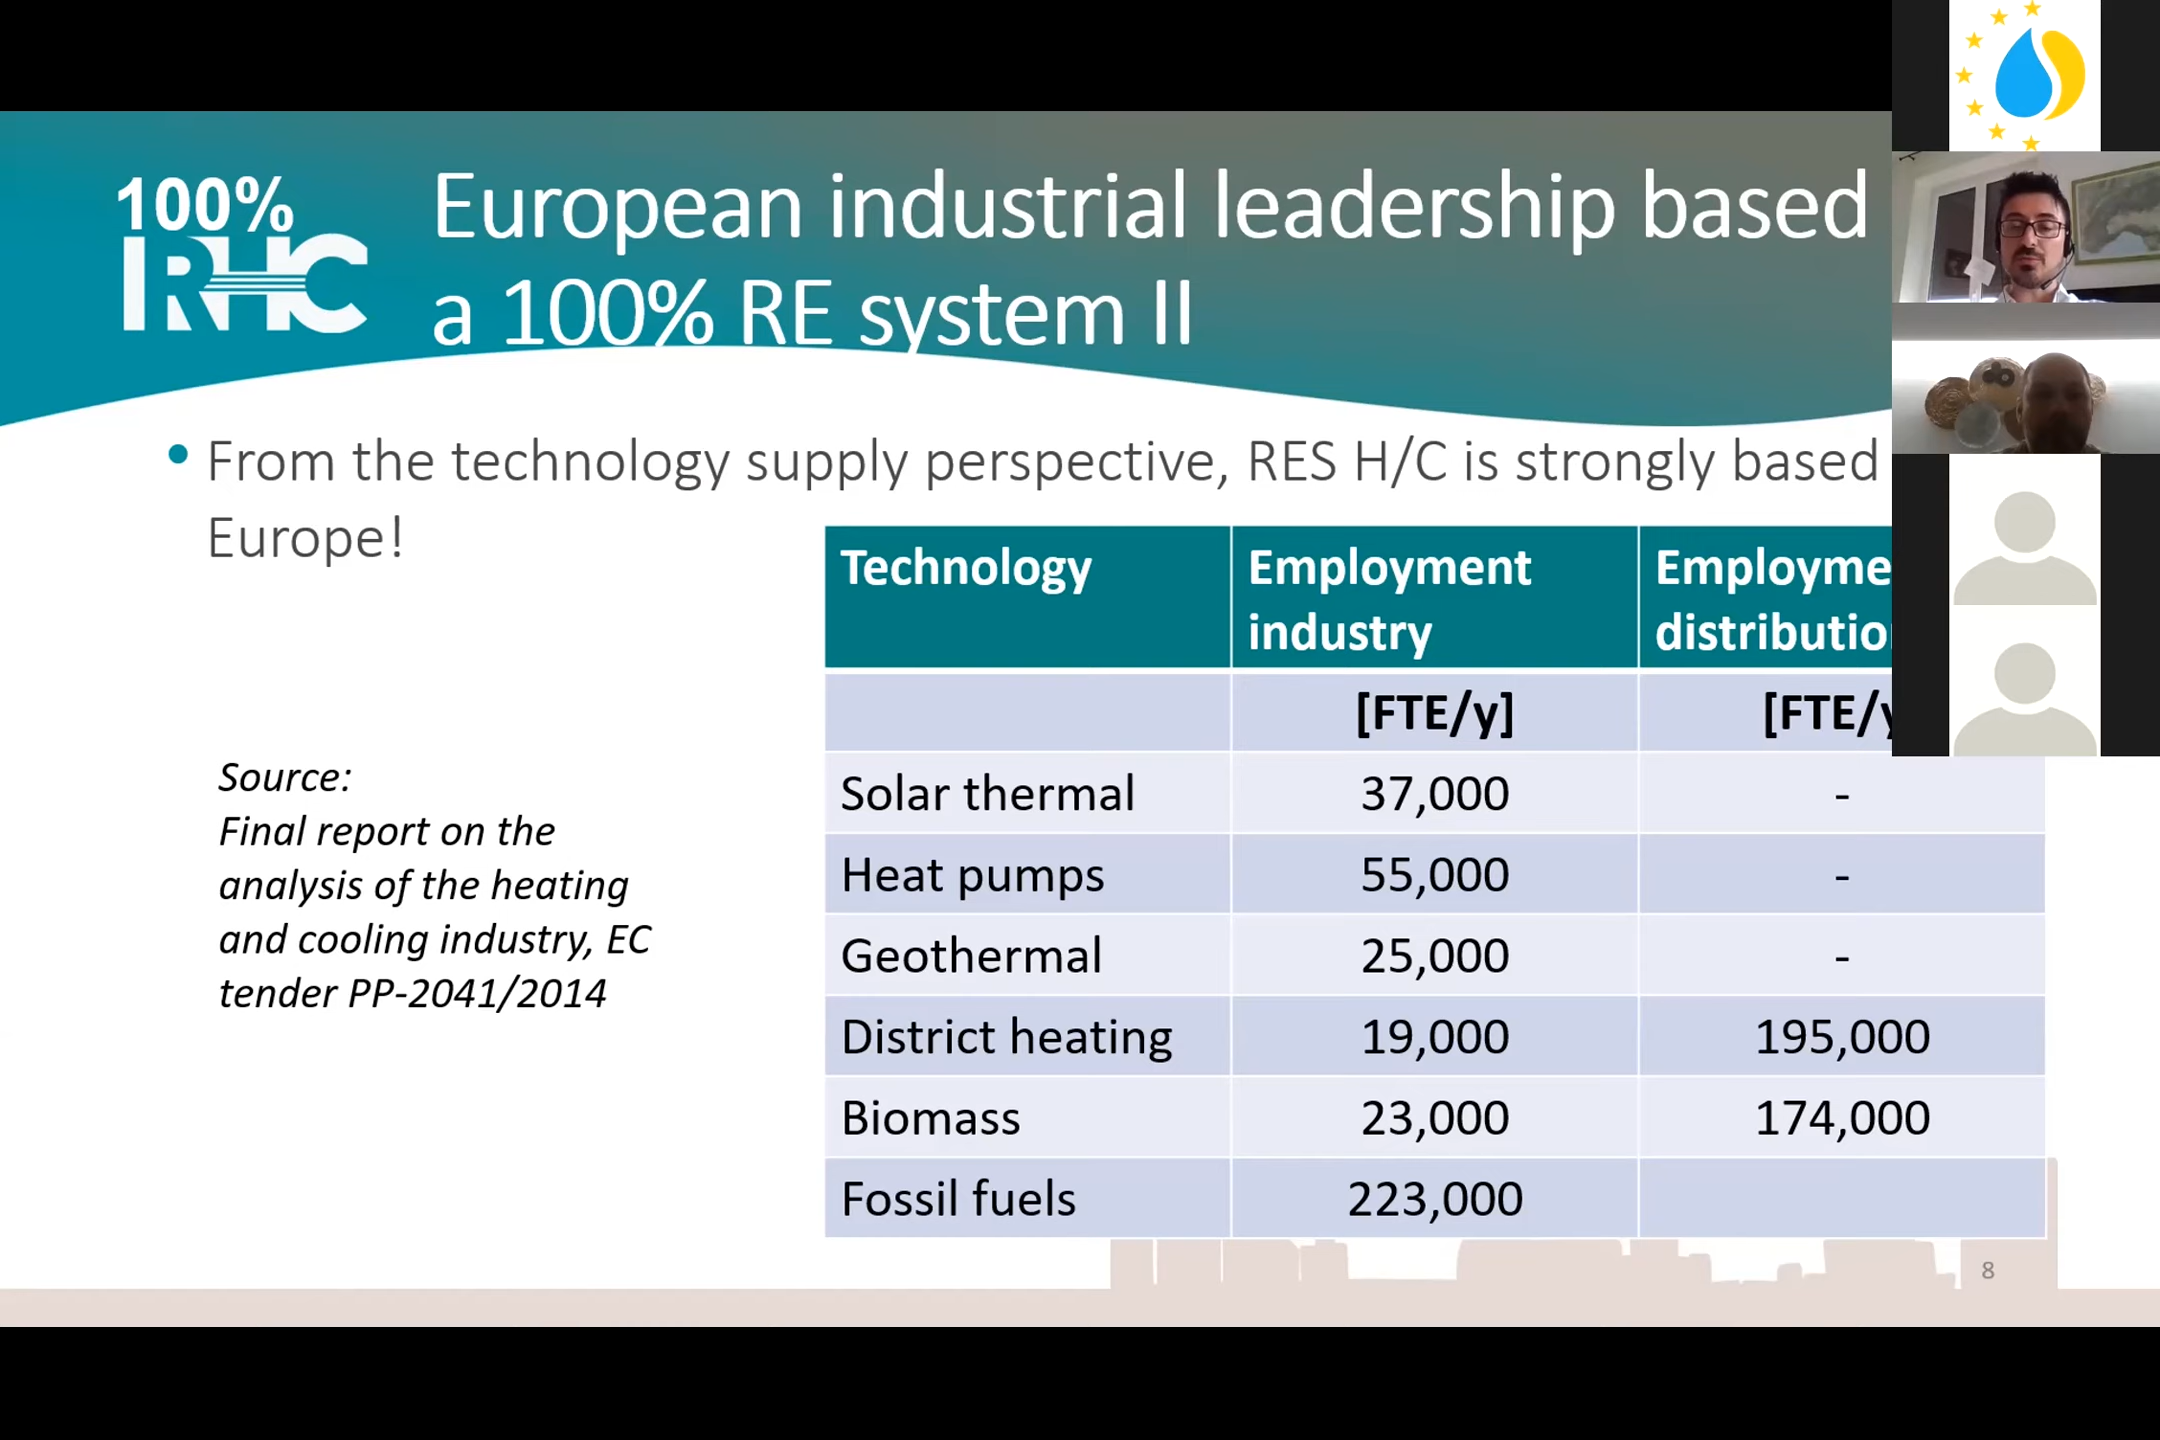 100%
RHC
European industrial leadership based
a 100% RE system II
• From the technology supply perspective, RES H/C is strongly based
Europe!
Source:
Final report on the
analysis of the heating
and cooling industry, EC
tender PP-2041/2014
Technology Employment industry
[FTE/y]
Solar thermal 37,000 -
Heat pumps 55,000 -
Geothermal 25,000 -
District heating 19,000 195,000
Biomass 23,000 174,000
Fossil fuels 223,000
8